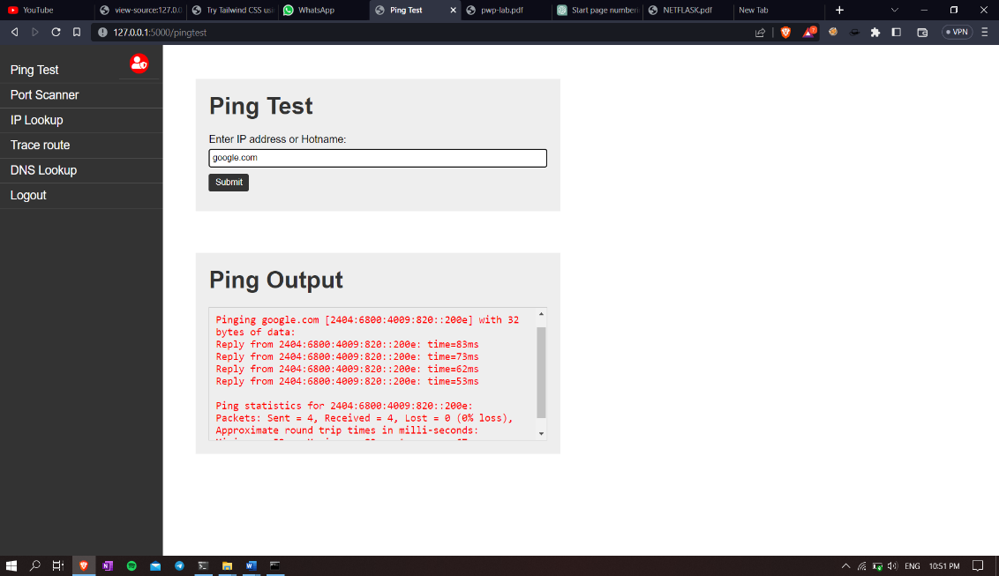 YouTube
view-source:127.0.0
Try Tailwind CSS usi
WhatsApp
Ping Test
pwp-lab.pdf
Start page number
NETFLASK.pdf
New Tab
127.0.0.1:5000/pingtest
7
VPN
Ping Test
Port Scanner
IP Lookup
Trace route
DNS Lookup
Logout
Ping Test
Enter IP address or Hotname:
google.com
Submit
Ping Output
Pinging google.com [2404:6800:4009:820::200e] with 32
bytes of data:
Reply from 2404:6800:4009:820::200e: time=83ms
Reply from 2404:6800:4009:820::200e: time=73ms
Reply from 2404:6800:4009:820::200e: time=62ms
Reply from 2404:6800:4009:820::200e: time=53ms
Ping statistics for 2404:6800:4009:820::200e:
Packets: Sent = 4, Received = 4, Lost = 0 (0% loss),
Approximate round trip times in milli-seconds:
ENG
10:51 PM